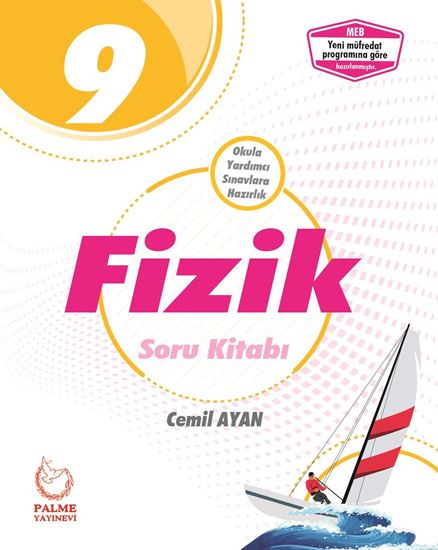 9
MEB
Yeni müfredat
programına göre
hazırlanmıştır.
Okula
Yardımcı
Sınavlara
Hazırlık
Fizik
Soru Kitabı
Cemil AYAN
PALME
YAYINEVİ